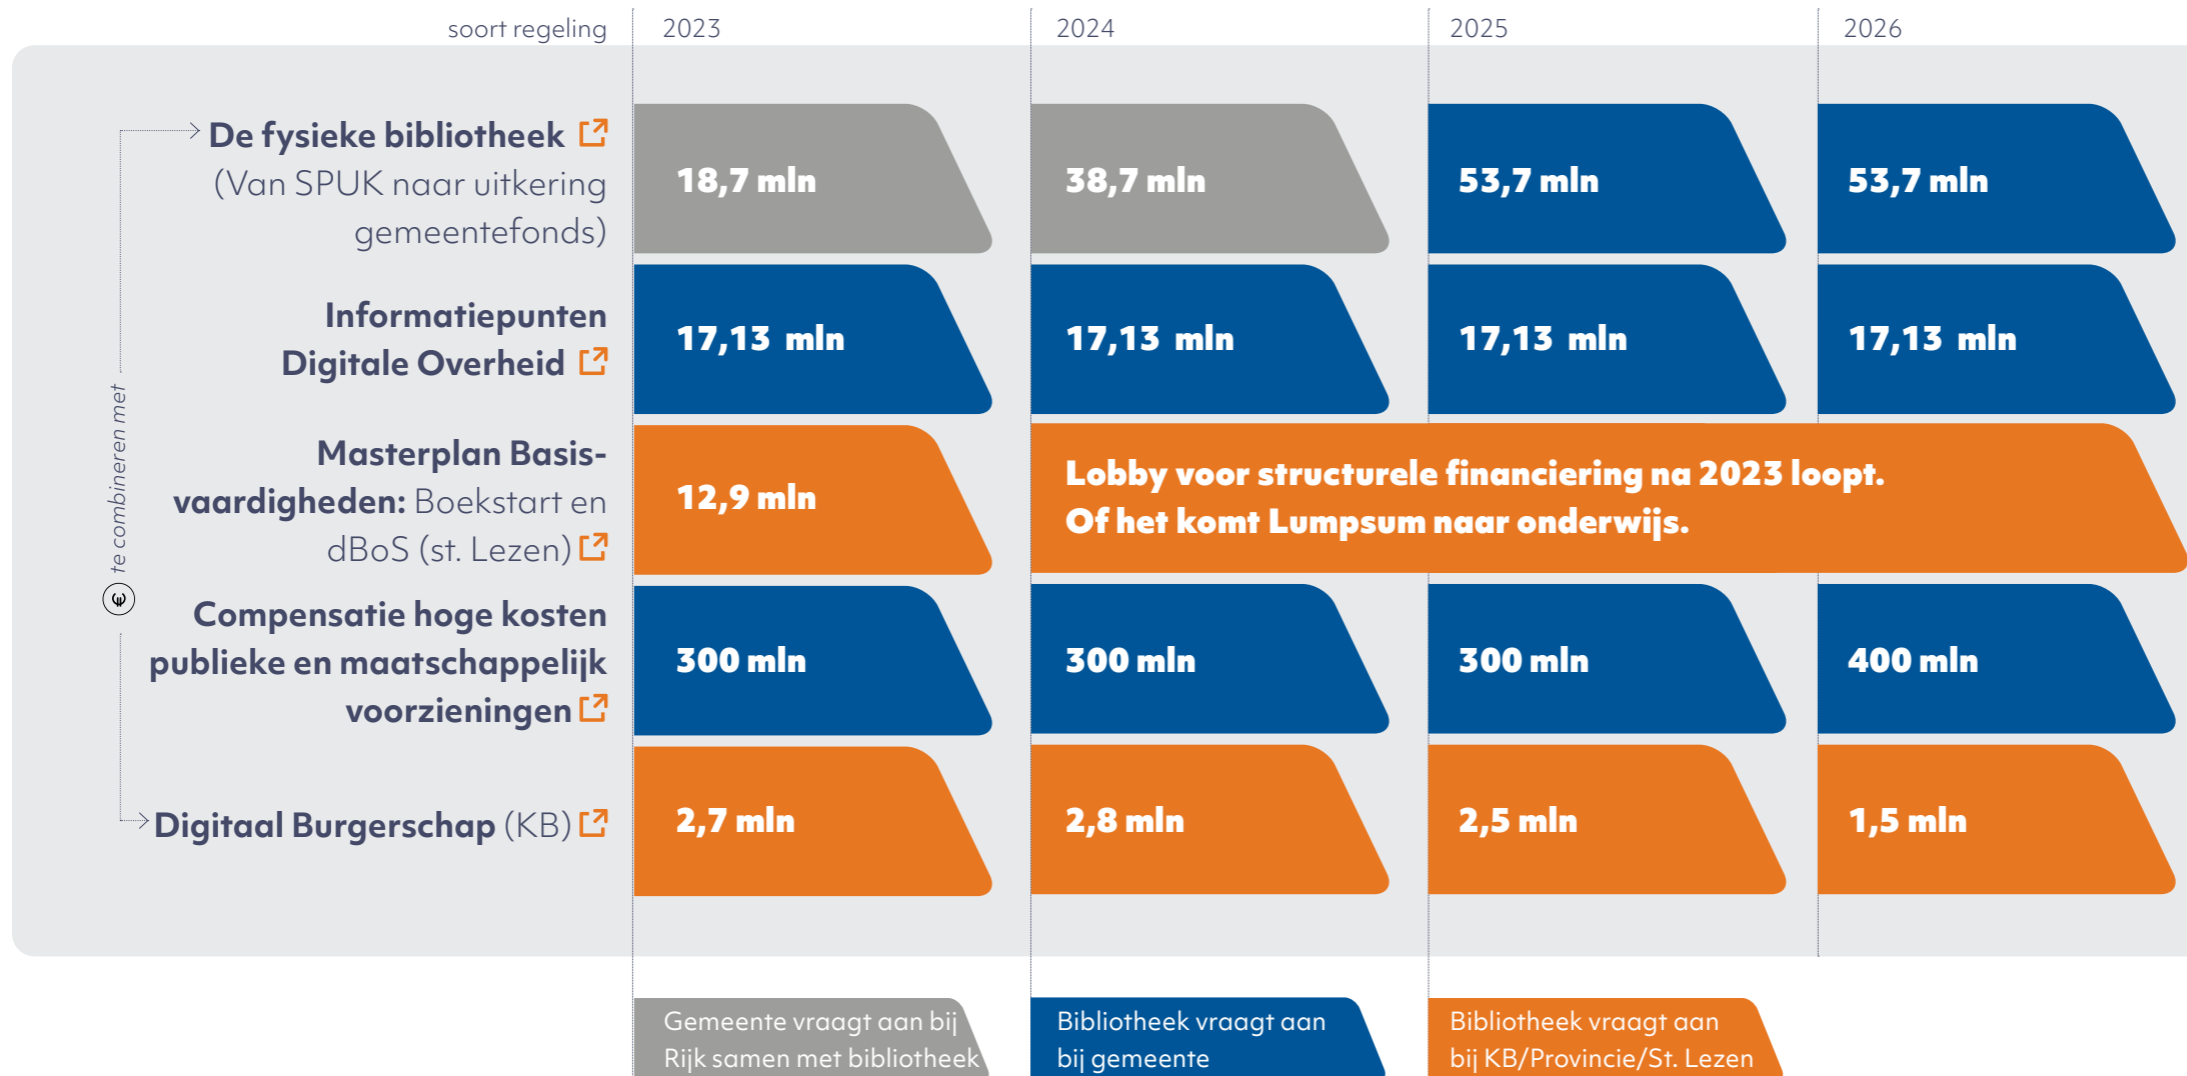 soort regeling 2023 2024 2025 2026
De fysieke bibliotheek
(Van SPUK naar uitkering
gemeentefonds)
18,7 mln 38,7 mln 53,7 mln 53,7 mln
Informatiepunten
Digitale Overheid
17,13 mln 17,13 mln 17,13 mln 17,13 mln
Masterplan Basis-
vaardigheden: Boekstart en
dBoS (st. Lezen)
12,9 mln
Lobby voor structurele financiering na 2023 loopt.
Of het komt Lumpsum naar onderwijs.
te combineren met
€
Compensatie hoge kosten
publieke en maatschappelijk
voorzieningen
300 mln 300 mln 300 mln 400 mln
Digitaal Burgerschap (KB)
2,7 mln 2,8 mln 2,5 mln 1,5 mln
Gemeente vraagt aan bij
Rijk samen met bibliotheek
Bibliotheek vraagt aan
bij gemeente
Bibliotheek vraagt aan
bij KB/Provincie/St. Lezen